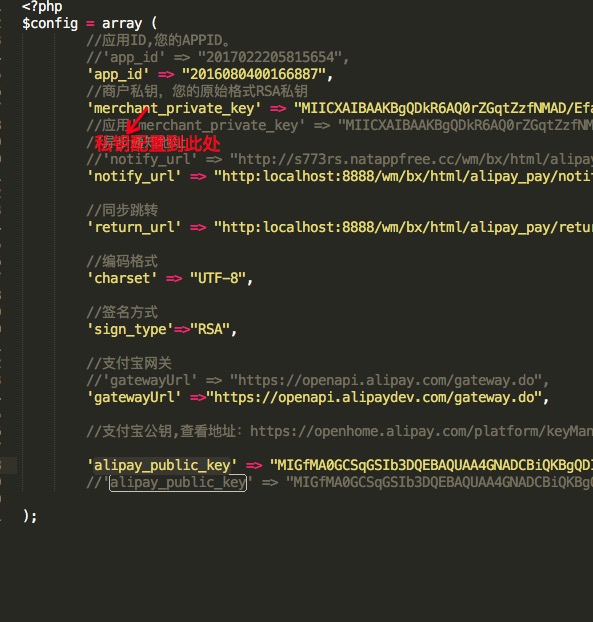 <?php
$config = array (
//应用ID,您的APPID。
//'app_id' => "2017022205815654",
'app_id' => "2016080400166887",
//商户私钥，您的原始格式RSA私钥
'merchant_private_key' => "MIICXAIBAAKBgQDkR6AQ0rZGqtZzfNMAD/Efa
//应用 merchant_private_key' => "MIICXAIBAAKBgQDkR6AQ0rZGqtZzfNM
私钥配置到此处
//'notify_url' => "http://s773rs.natappfree.cc/wm/bx/html/alipay
'notify_url' => "http:localhost:8888/wm/bx/html/alipay_pay/noti
//同步跳转
'return_url' => "http:localhost:8888/wm/bx/html/alipay_pay/retu
//编码格式
'charset' => "UTF-8",
//签名方式
'sign_type'=>"RSA",
//支付宝网关
//'gatewayUrl' => "https://openapi.alipay.com/gateway.do",
'gatewayUrl' =>"https://openapi.alipaydev.com/gateway.do",
//支付宝公钥,查看地址：https://openhome.alipay.com/platform/keyMan
'alipay_public_key' => "MIGfMA0GCSqGSIb3DQEBAQUAA4GNADCBiQKBgQDI
//'alipay_public_key' => "MIGfMA0GCSqGSIb3DQEBAQUAA4GNADCBiQKBgQ
);